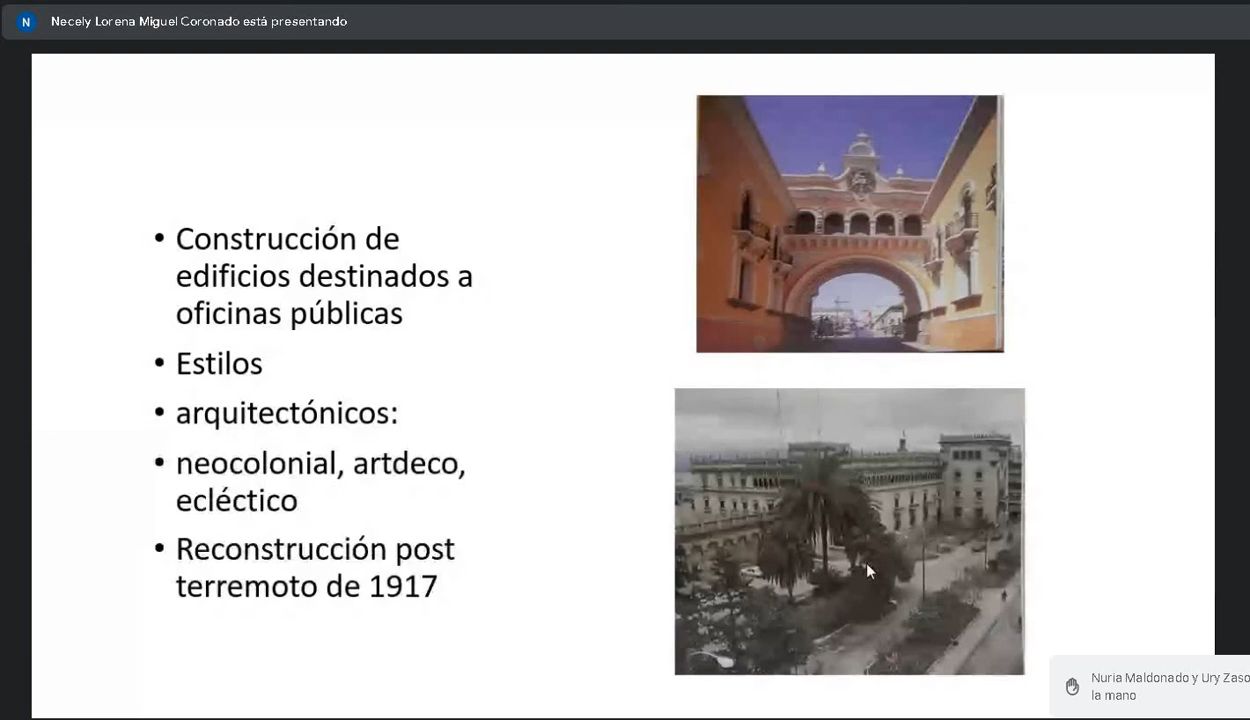 N
Necely Lorena Miguel Coronado está presentando
• Construcción de
edificios destinados a
oficinas públicas
• Estilos
• arquitectónicos:
• neocolonial, artdeco,
ecléctico
• Reconstrucción post
terremoto de 1917
Nuria Maldonado y Ury Zaso
la mano